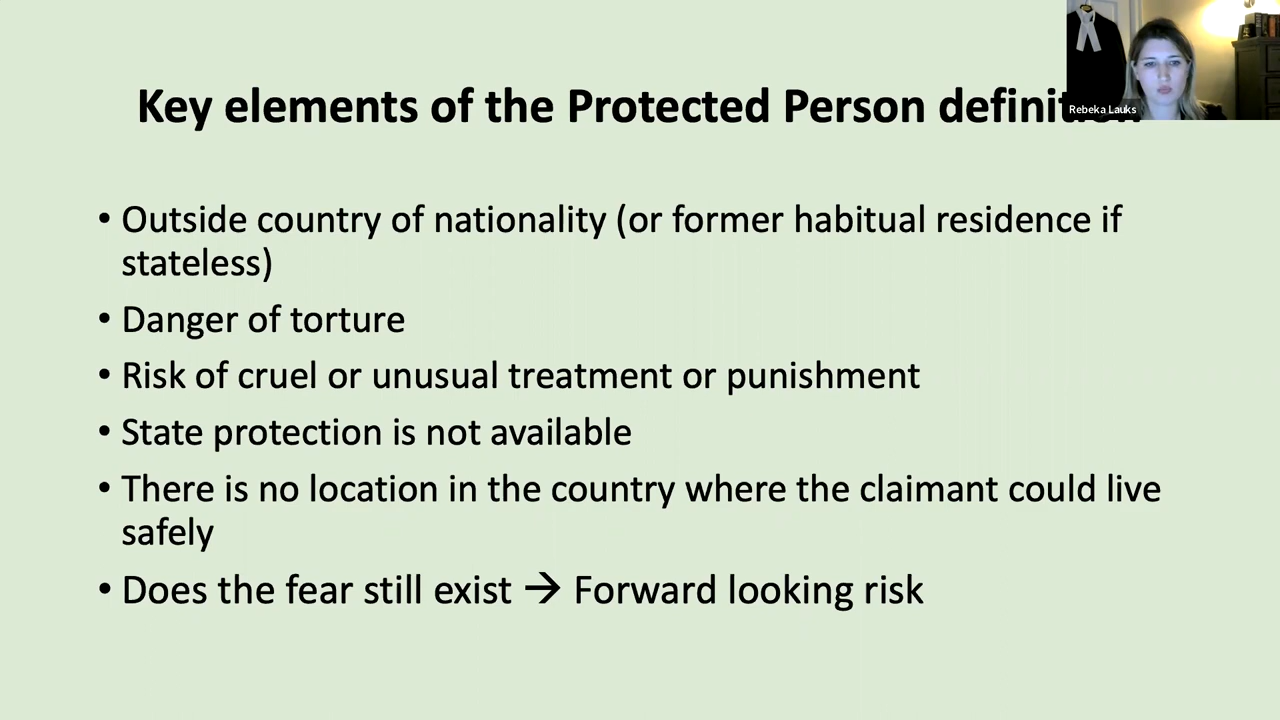 Key elements of the Protected Person definition
Rebeka Lauks
• Outside country of nationality (or former habitual residence if
stateless)
• Danger of torture
• Risk of cruel or unusual treatment or punishment
• State protection is not available
• There is no location in the country where the claimant could live
safely
• Does the fear still exist → Forward looking risk